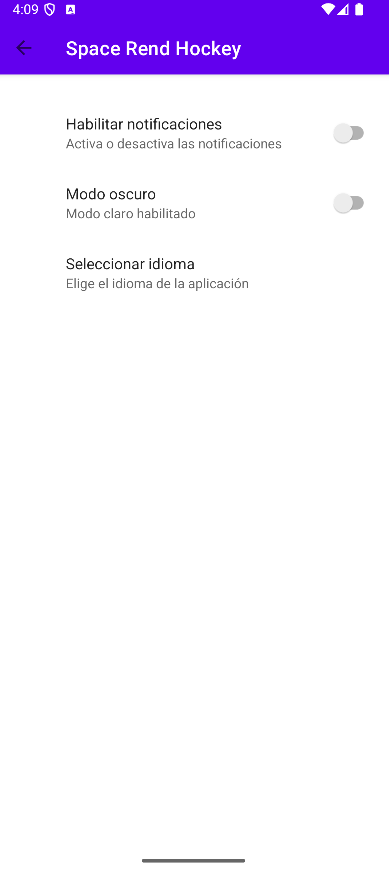 4:09
Space Rend Hockey
Habilitar notificaciones
Activa o desactiva las notificaciones
Modo oscuro
Modo claro habilitado
Seleccionar idioma
Elige el idioma de la aplicación